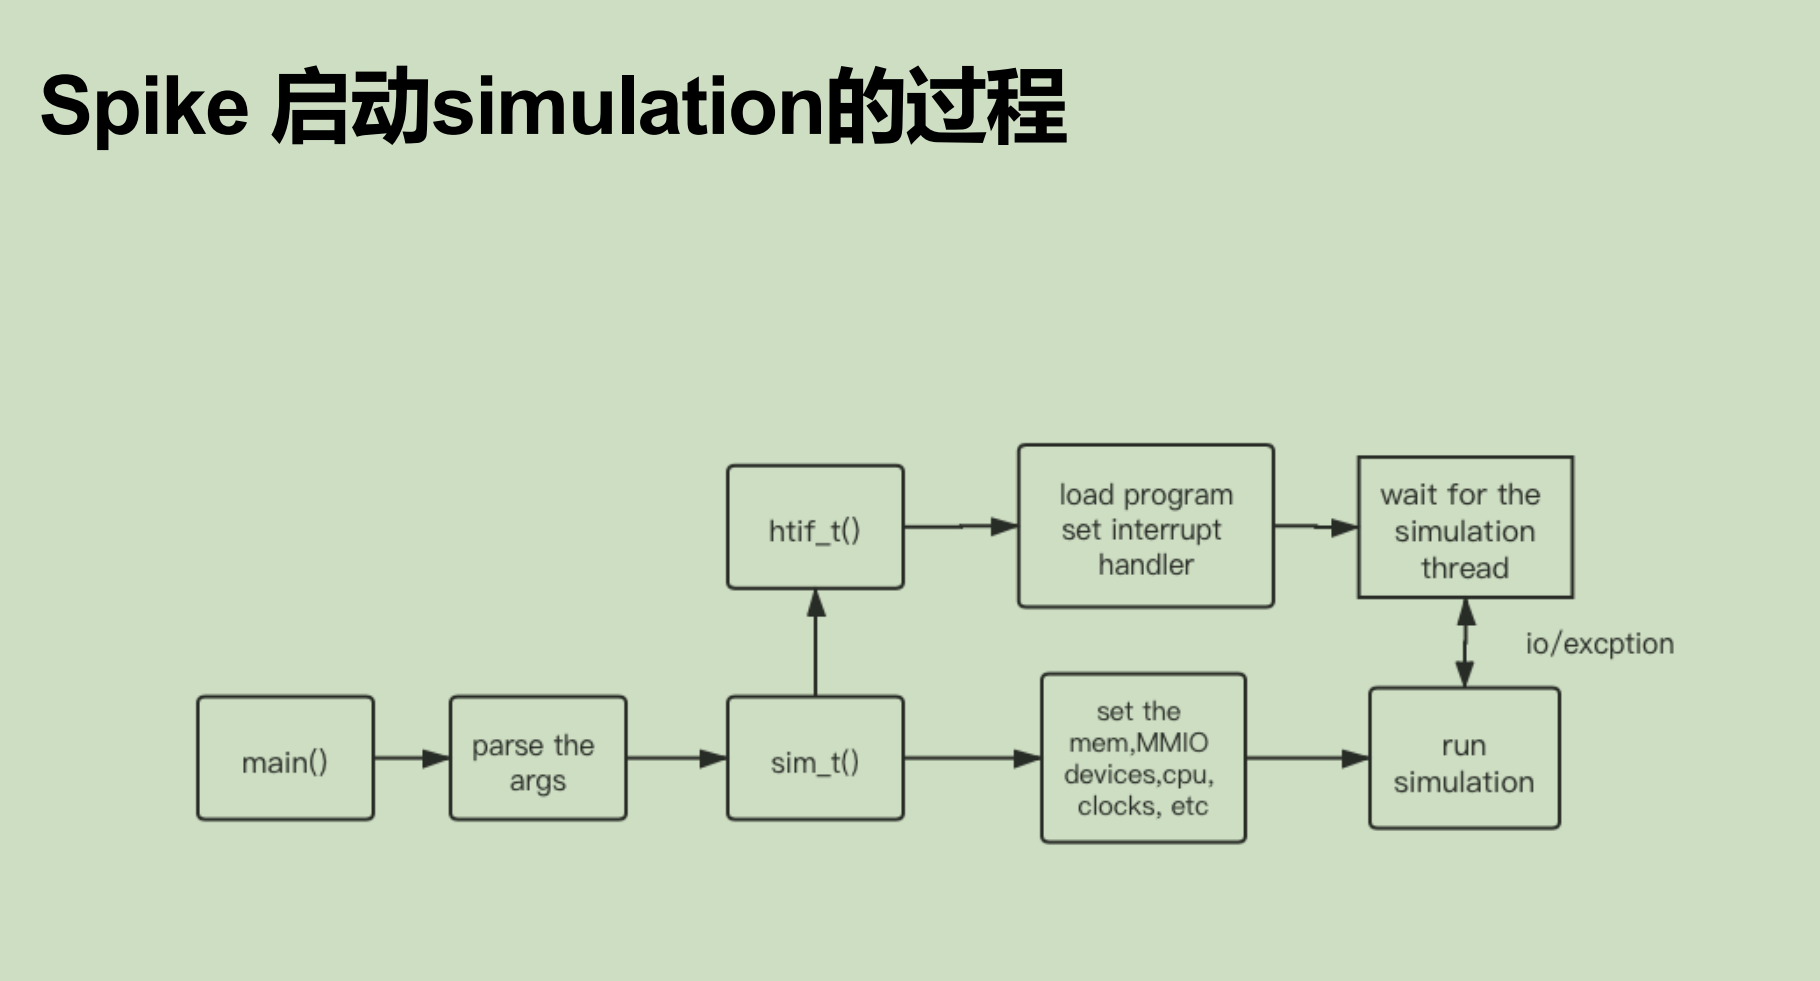 Spike 启动simulation的过程
htif_t()
load program
set interrupt
handler
wait for the
simulation
thread
io/excption
main()
parse the
args
sim_t()
set the
mem,MMIO
devices,cpu,
clocks, etc
run
simulation